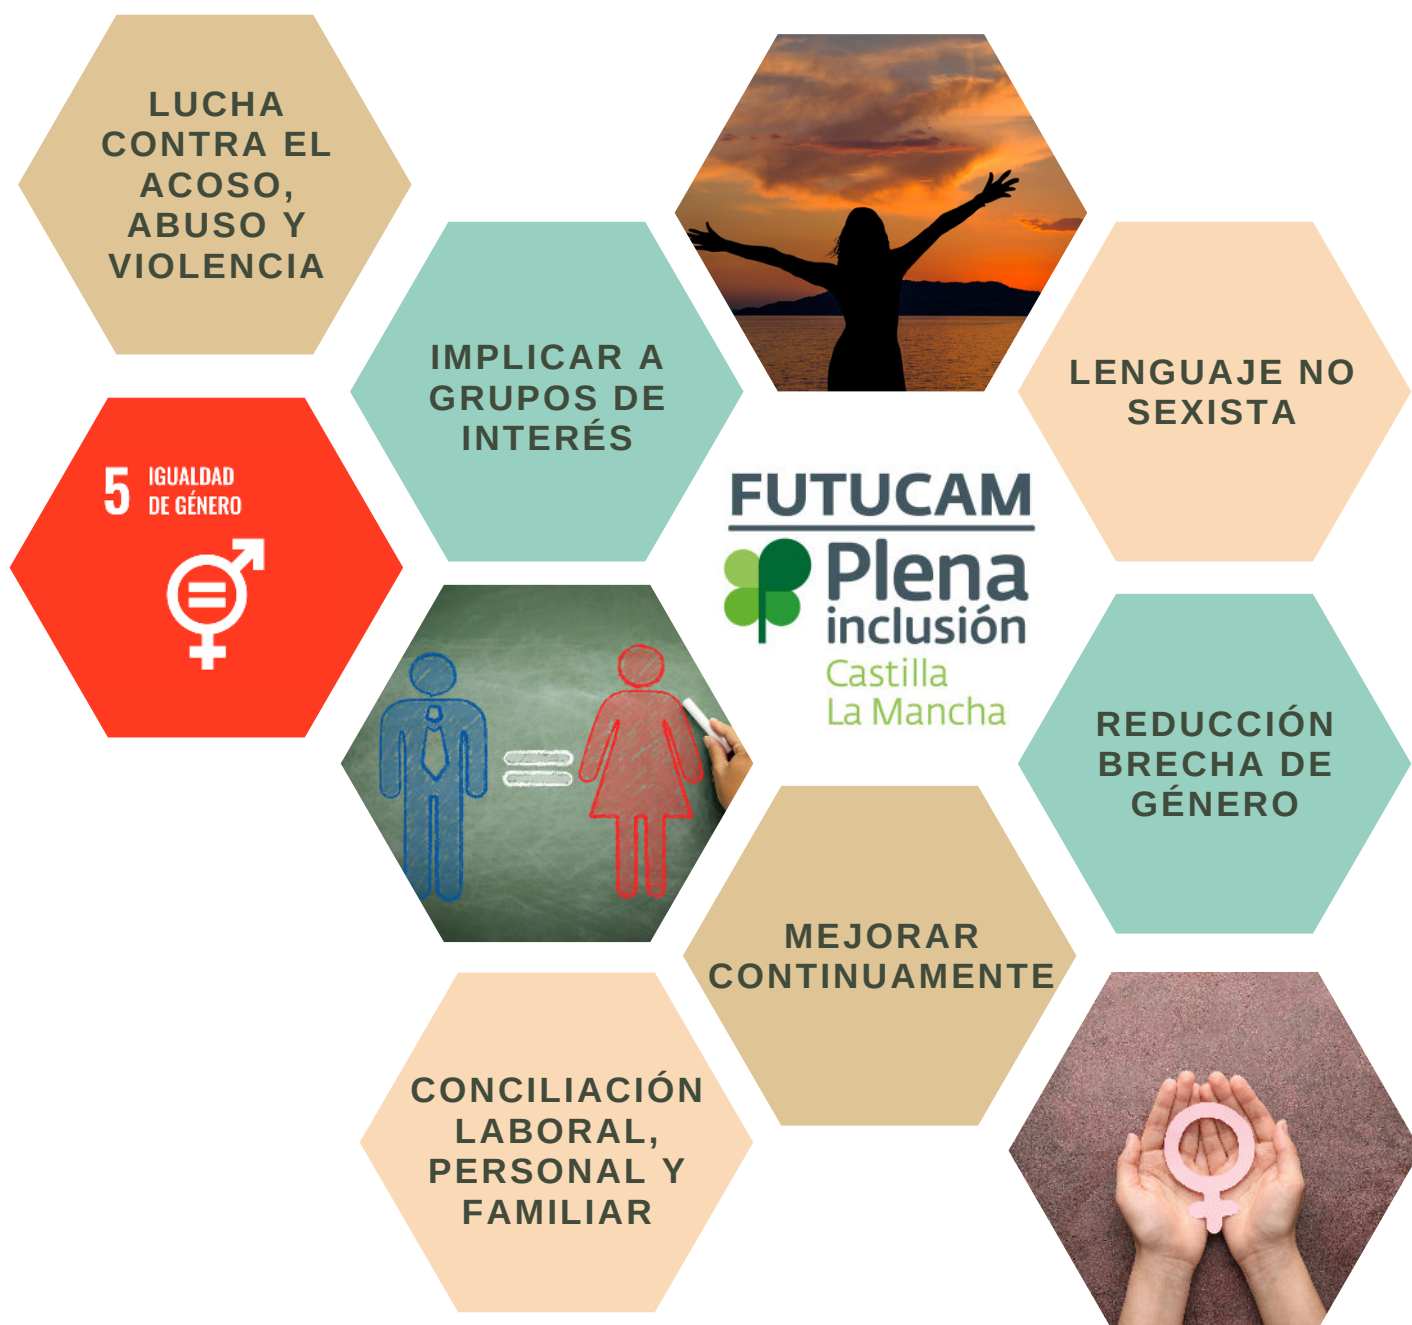 LUCHA
CONTRA EL
ACOSO,
ABUSO Y
VIOLENCIA
IMPLICAR A
GRUPOS DE
INTERÉS
LENGUAJE NO
SEXISTA
5 IGUALDAD
DE GÉNERO
FUTUCAM
Plena
inclusión
Castilla
La Mancha
REDUCCIÓN
BRECHA DE
GÉNERO
MEJORAR
CONTINUAMENTE
CONCILIACIÓN
LABORAL,
PERSONAL Y
FAMILIAR